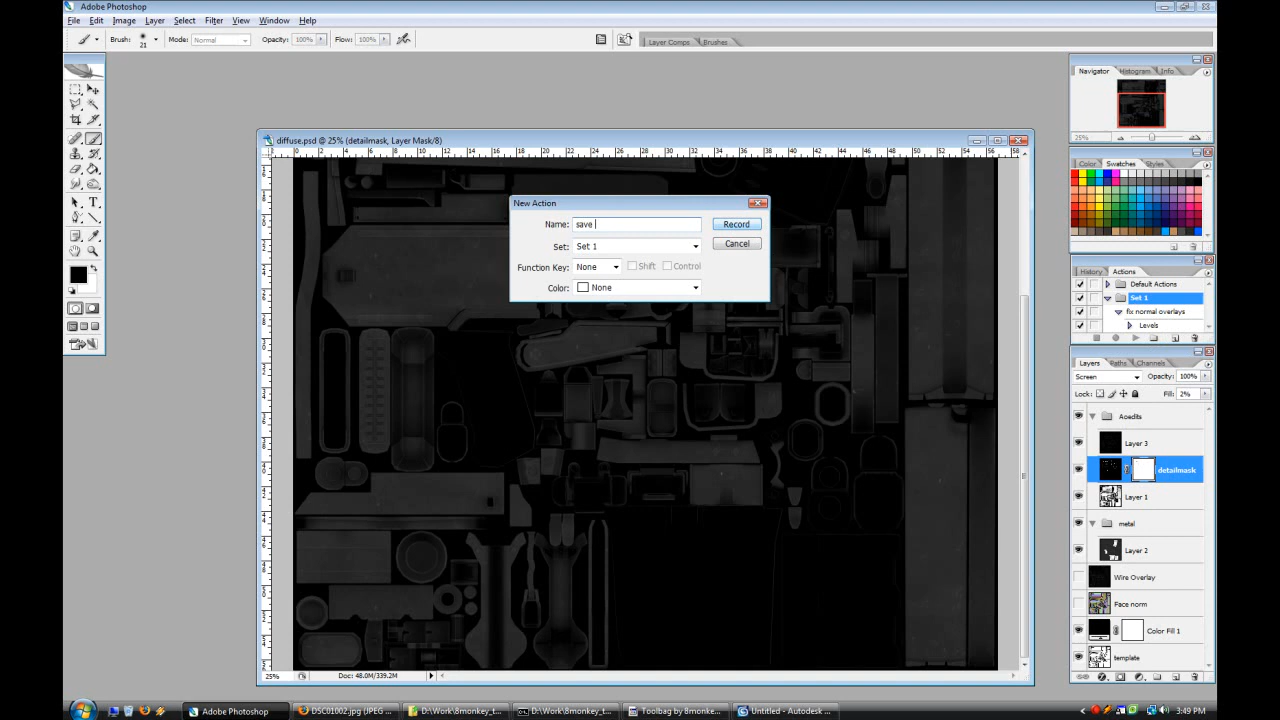 Adobe Photoshop
File Edit Image Layer Select Filter View Window Help
Brush: 21 Mode: Normal Opacity: 100% Flow: 100% Layer Comps Brushes
Navigator Histogram Info
25%
Color Swatches Styles
diffuse.psd @ 25% (detailmask, Layer Mask/8)
New Action
Name: save Record
Set: Set 1 Cancel
Function Key: None Shift Control
Color: None
History Actions
Default Actions
Set 1
fix normal overlays
Levels
Layers Paths Channels
Screen Opacity: 100%
Lock: Fill: 2%
Aoedits
Layer 3
detailmask
Layer 1
metal
Layer 2
Wire Overlay
Face norm
Color Fill 1
template
25% Doc: 48.0M/339.2M
Adobe Photoshop DSC01002.jpg (JPEG ... D:\Work\8monkey_t... D:\Work\8monkey_t... Toolbag by 8monke... Untitled - Autodesk ... 3:49 PM